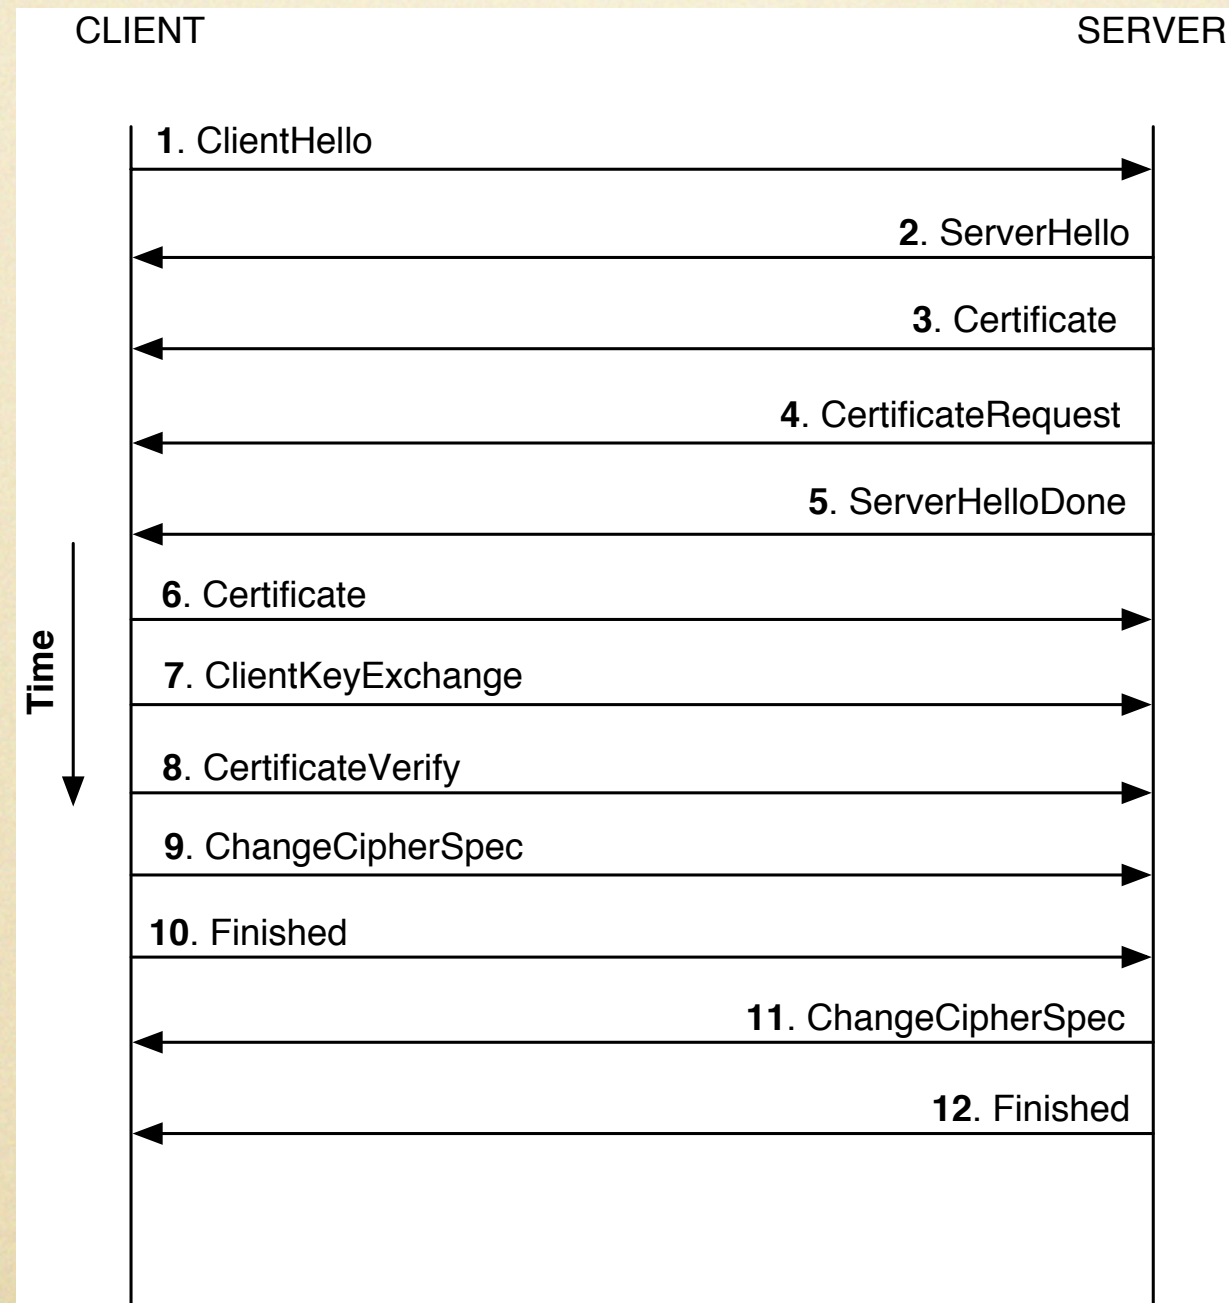 CLIENT
SERVER
1. ClientHello
2. ServerHello
3. Certificate
4. CertificateRequest
5. ServerHelloDone
6. Certificate
Time
7. ClientKeyExchange
8. CertificateVerify
9. ChangeCipherSpec
10. Finished
11. ChangeCipherSpec
12. Finished